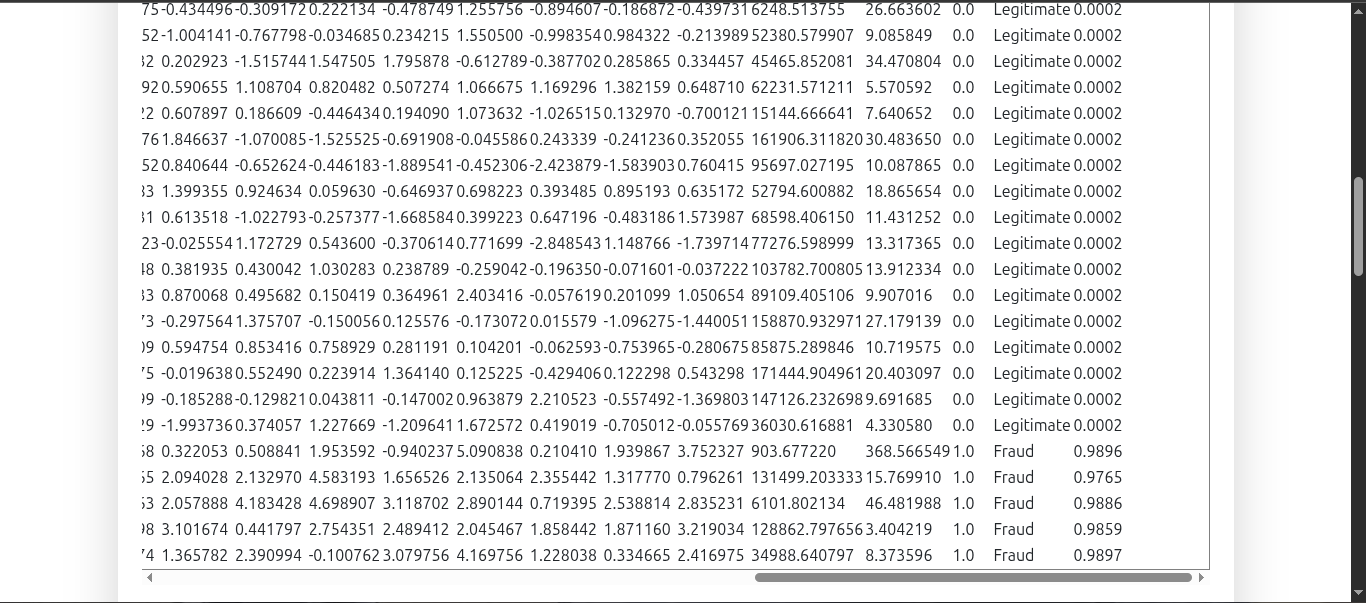 75 -0.434496 -0.309172 0.222134 -0.478749 1.255756 -0.894607 -0.186872 -0.439731 6248.513755 26.663602 0.0 Legitimate 0.0002
52 -1.004141 -0.767798 -0.034685 0.234215 1.550500 -0.998354 0.984322 -0.213989 52380.579907 9.085849 0.0 Legitimate 0.0002
32 0.202923 -1.515744 1.547505 1.795878 -0.612789 -0.387702 0.285865 0.334457 45465.852081 34.470804 0.0 Legitimate 0.0002
92 0.590655 1.108704 0.820482 0.507274 1.066675 1.169296 1.382159 0.648710 62231.571211 5.570592 0.0 Legitimate 0.0002
22 0.607897 0.186609 -0.446434 0.194090 1.073632 -1.026515 0.132970 -0.700121 15144.666641 7.640652 0.0 Legitimate 0.0002
76 1.846637 -1.070085 -1.525525 -0.691908 -0.045586 0.243339 -0.241236 0.352055 161906.311820 30.483650 0.0 Legitimate 0.0002
52 0.840644 -0.652624 -0.446183 -1.889541 -0.452306 -2.423879 -1.583903 0.760415 95697.027195 10.087865 0.0 Legitimate 0.0002
33 1.399355 0.924634 0.059630 -0.646937 0.698223 0.393485 0.895193 0.635172 52794.600882 18.865654 0.0 Legitimate 0.0002
31 0.613518 -1.022793 -0.257377 -1.668584 0.399223 0.647196 -0.483186 1.573987 68598.406150 11.431252 0.0 Legitimate 0.0002
23 -0.025554 1.172729 0.543600 -0.370614 0.771699 -2.848543 1.148766 -1.739714 77276.598999 13.317365 0.0 Legitimate 0.0002
48 0.381935 0.430042 1.030283 0.238789 -0.259042 -0.196350 -0.071601 -0.037222 103782.700805 13.912334 0.0 Legitimate 0.0002
33 0.870068 0.495682 0.150419 0.364961 2.403416 -0.057619 0.201099 1.050654 89109.405106 9.907016 0.0 Legitimate 0.0002
73 -0.297564 1.375707 -0.150056 0.125576 -0.173072 0.015579 -1.096275 -1.440051 158870.932971 27.179139 0.0 Legitimate 0.0002
09 0.594754 0.853416 0.758929 0.281191 0.104201 -0.062593 -0.753965 -0.280675 85875.289846 10.719575 0.0 Legitimate 0.0002
75 -0.019638 0.552490 0.223914 1.364140 0.125225 -0.429406 0.122298 0.543298 171444.904961 20.403097 0.0 Legitimate 0.0002
99 -0.185288 -0.129821 0.043811 -0.147002 0.963879 2.210523 -0.557492 -1.369803 147126.232698 9.691685 0.0 Legitimate 0.0002
29 -1.993736 0.374057 1.227669 -1.209641 1.672572 0.419019 -0.705012 -0.055769 36030.616881 4.330580 0.0 Legitimate 0.0002
8 0.322053 0.508841 1.953592 -0.940237 5.090838 0.210410 1.939867 3.752327 903.677220 368.566549 1.0 Fraud 0.9896
5 2.094028 2.132970 4.583193 1.656526 2.135064 2.355442 1.317770 0.796261 131499.203333 15.769910 1.0 Fraud 0.9765
3 2.057888 4.183428 4.698907 3.118702 2.890144 0.719395 2.538814 2.835231 6101.802134 46.481988 1.0 Fraud 0.9886
98 3.101674 0.441797 2.754351 2.489412 2.045467 1.858442 1.871160 3.219034 128862.797656 3.404219 1.0 Fraud 0.9859
74 1.365782 2.390994 -0.100762 3.079756 4.169756 1.228038 0.334665 2.416975 34988.640797 8.373596 1.0 Fraud 0.9897